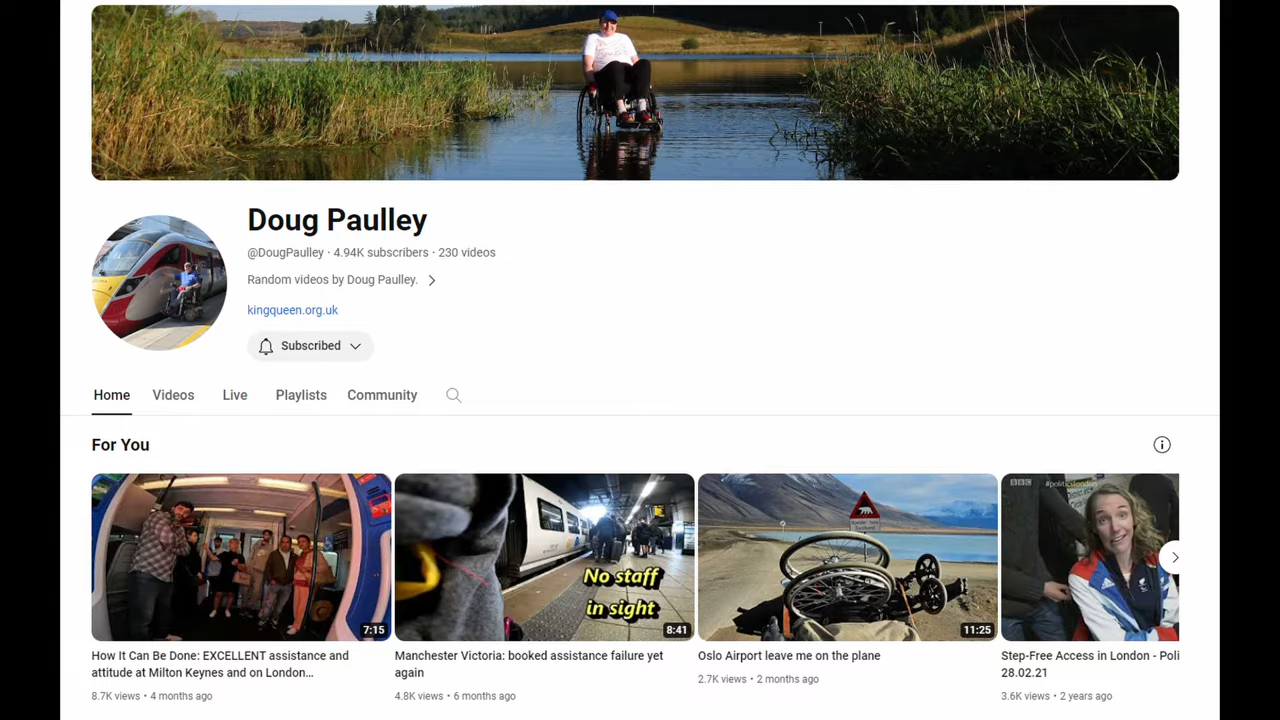 Doug Paulley
@DougPaulley · 4.94K subscribers · 230 videos
Random videos by Doug Paulley.
kingqueen.org.uk
Subscribed
Home Videos Live Playlists Community
For You
No staff
in sight
BBC #politicslondon
7:15
8:41
11:25
How It Can Be Done: EXCELLENT assistance and
attitude at Milton Keynes and on London...
8.7K views • 4 months ago
Manchester Victoria: booked assistance failure yet
again
4.8K views • 6 months ago
Oslo Airport leave me on the plane
2.7K views • 2 months ago
Step-Free Access in London - Poli
28.02.21
3.6K views • 2 years ago